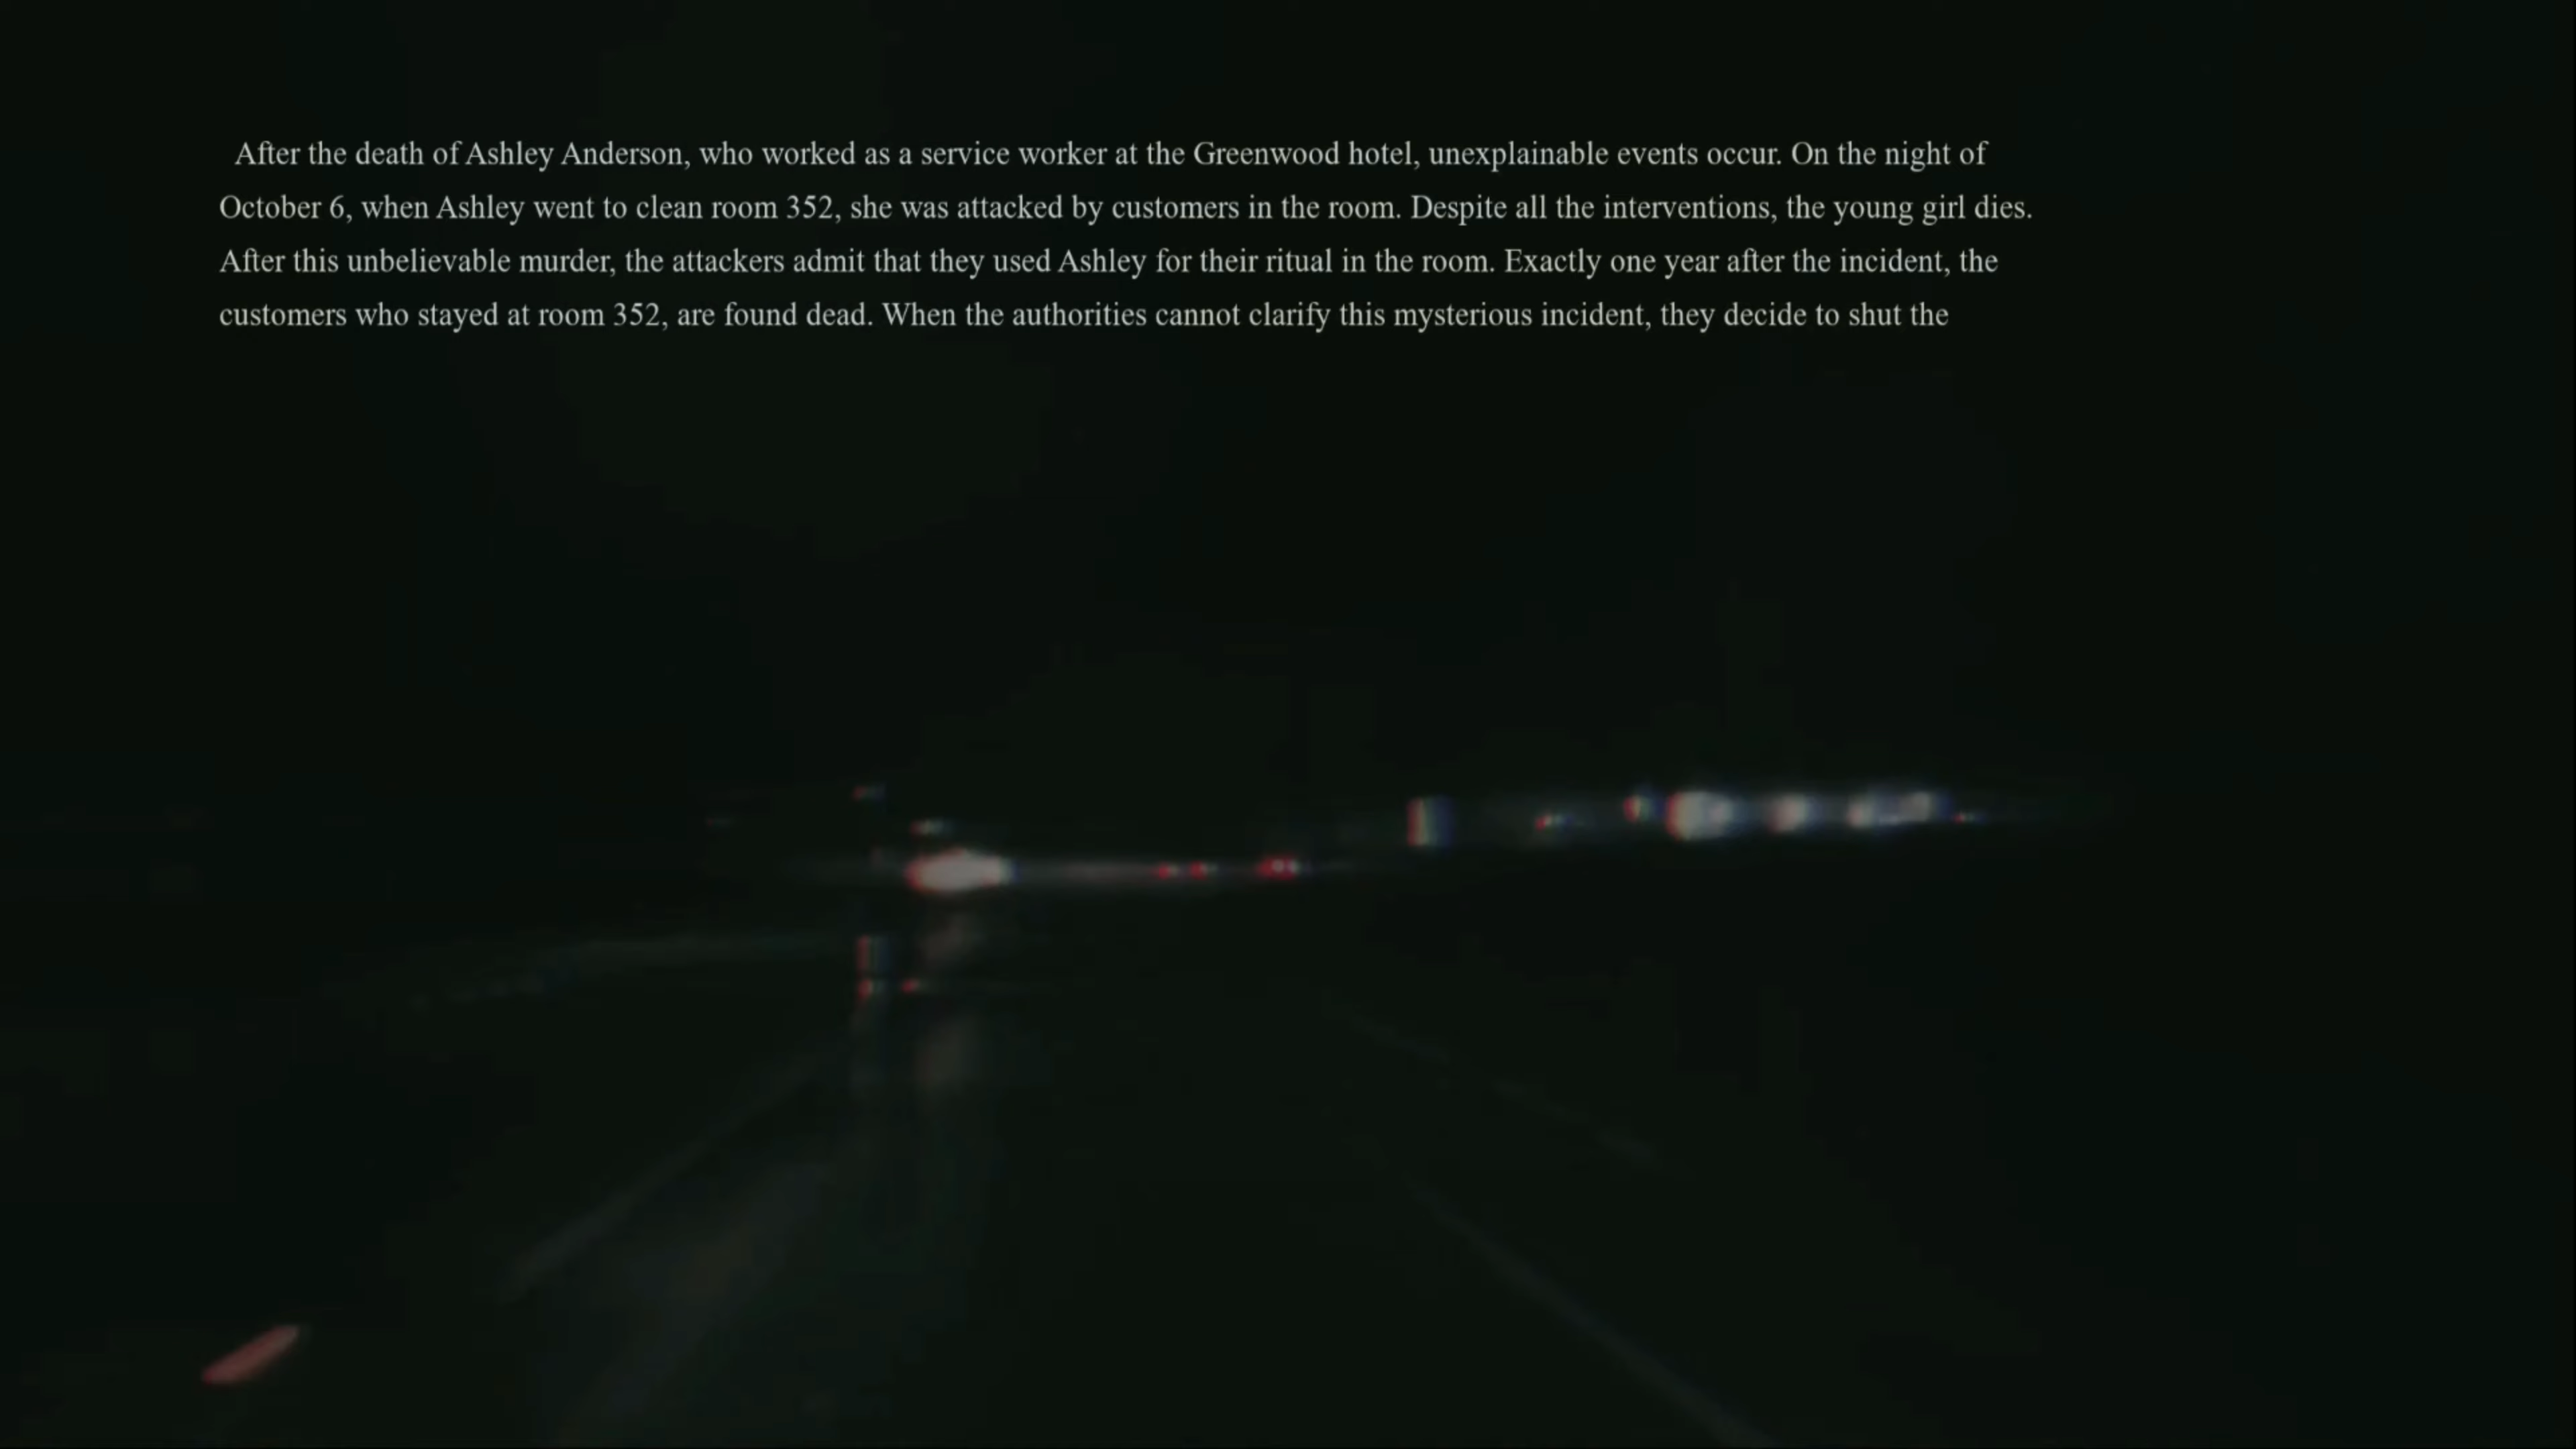 After the death of Ashley Anderson, who worked as a service worker at the Greenwood hotel, unexplainable events occur. On the night of
October 6, when Ashley went to clean room 352, she was attacked by customers in the room. Despite all the interventions, the young girl dies.
After this unbelievable murder, the attackers admit that they used Ashley for their ritual in the room. Exactly one year after the incident, the
customers who stayed at room 352, are found dead. When the authorities cannot clarify this mysterious incident, they decide to shut the